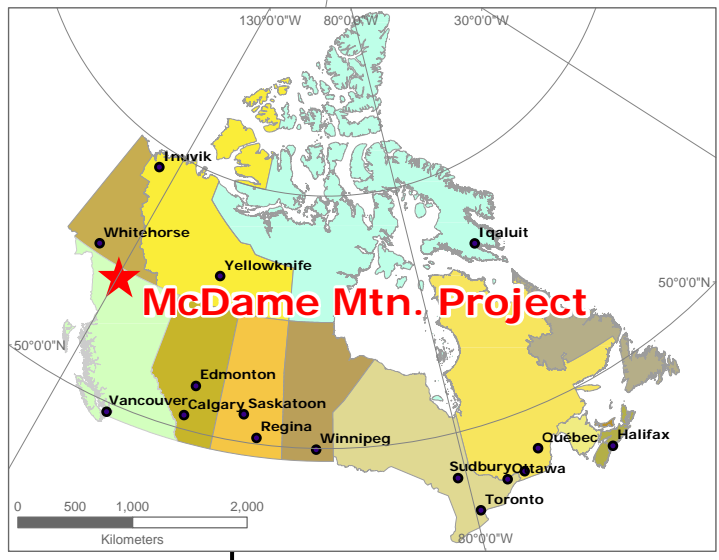 130°0'0"W 80°0'0"W 30°0'0"W
Inuvik
Whitehorse
Iqaluit
Yellowknife
50°0'0"N
McDame Mtn. Project
50°0'0"N
Edmonton
Vancouver Calgary Saskatoon
Regina
Winnipeg
Québec Halifax
Sudbury Ottawa
Toronto
0 500 1,000 2,000
Kilometers
80°0'0"W